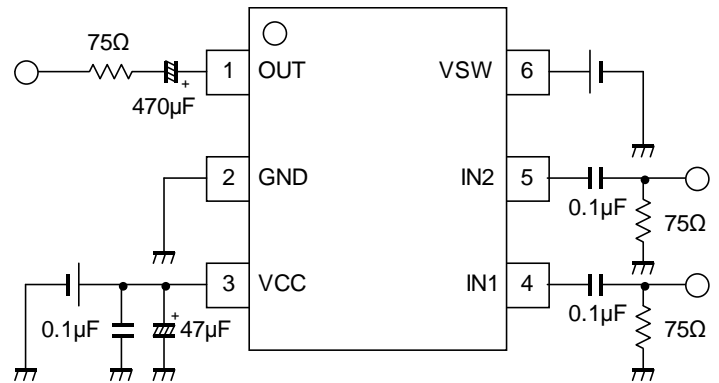 75Ω
1 OUT
VSW 6
+
470µF
2 GND
IN2 5
0.1µF
75Ω
3 VCC
IN1 4
+
0.1µF
47µF
0.1µF
75Ω